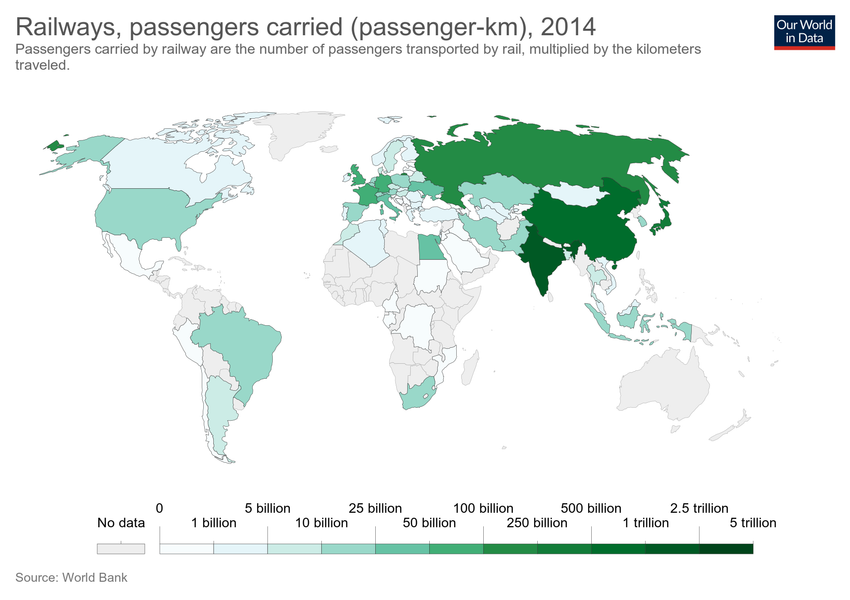 Railways, passengers carried (passenger-km), 2014
Our World
in Data
Passengers carried by railway are the number of passengers transported by rail, multiplied by the kilometers
traveled.
0 5 billion 25 billion 100 billion 500 billion 2.5 trillion
No data 1 billion 10 billion 50 billion 250 billion 1 trillion 5 trillion
Source: World Bank